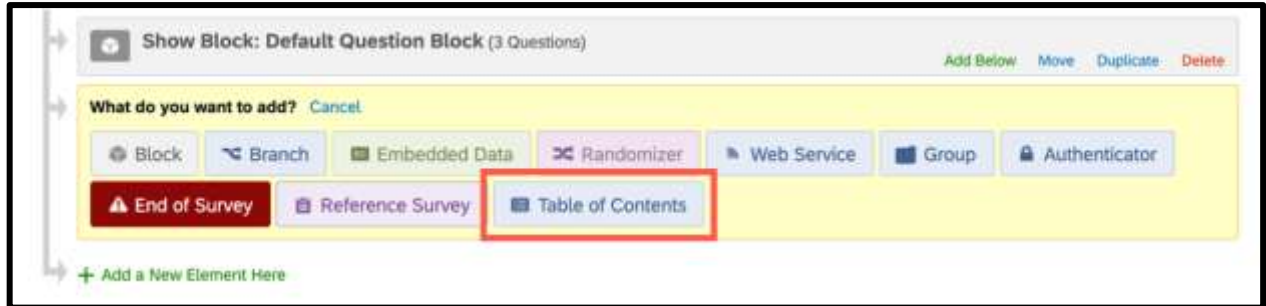 Show Block: Default Question Block (3 Questions)
Add Below Move Duplicate Delete
What do you want to add? Cancel
Block Branch Embedded Data Randomizer Web Service Group Authenticator
End of Survey Reference Survey Table of Contents
+ Add a New Element Here